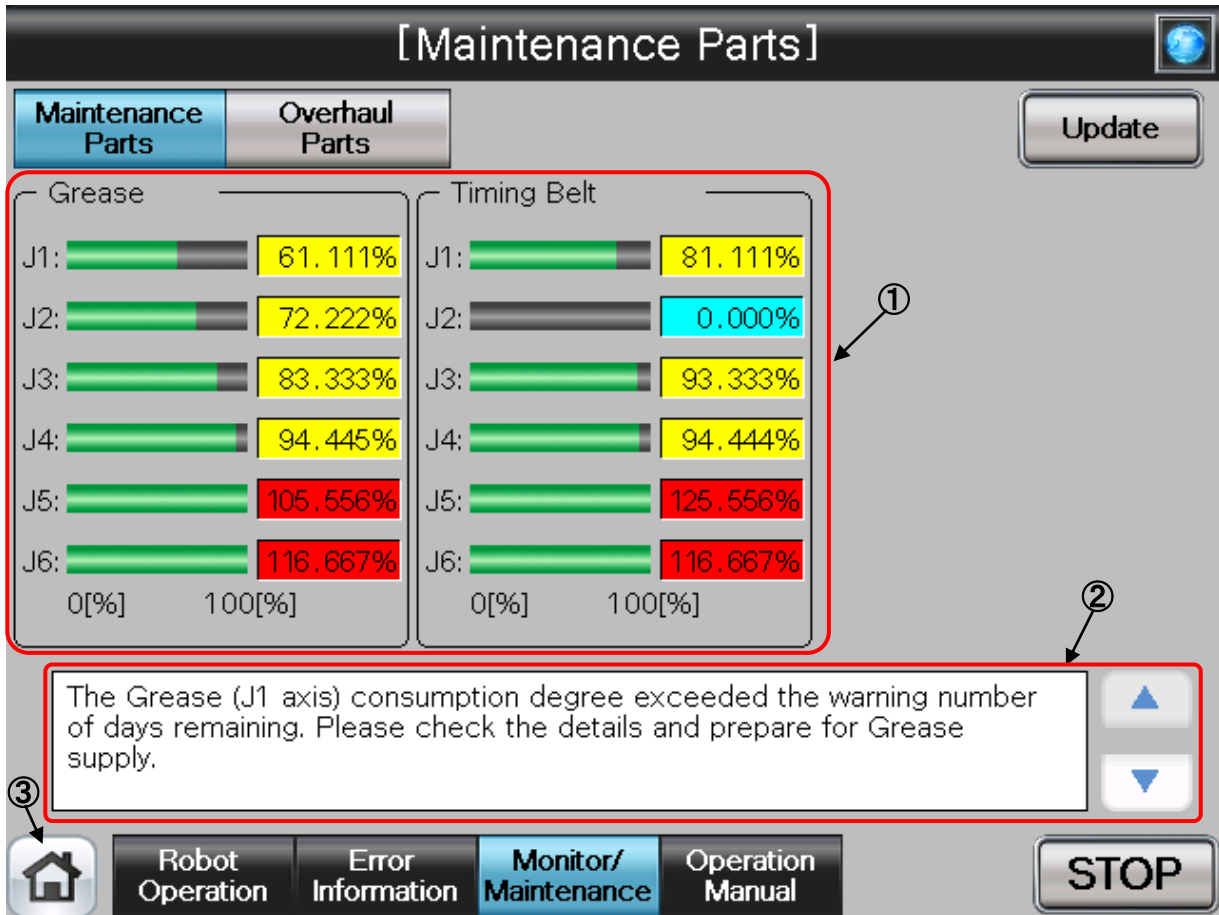 [Maintenance Parts]
Maintenance
Parts
Overhaul
Parts
Update
Grease
J1: 61.111%
J2: 72.222%
J3: 83.333%
J4: 94.445%
J5: 105.556%
J6: 116.667%
0[%] 100[%]
Timing Belt
J1: 81.111%
J2: 0.000%
J3: 93.333%
J4: 94.444%
J5: 125.556%
J6: 116.667%
0[%] 100[%]
①
②
The Grease (J1 axis) consumption degree exceeded the warning number
of days remaining. Please check the details and prepare for Grease
supply.
③
Robot
Operation
Error
Information
Monitor/
Maintenance
Operation
Manual
STOP